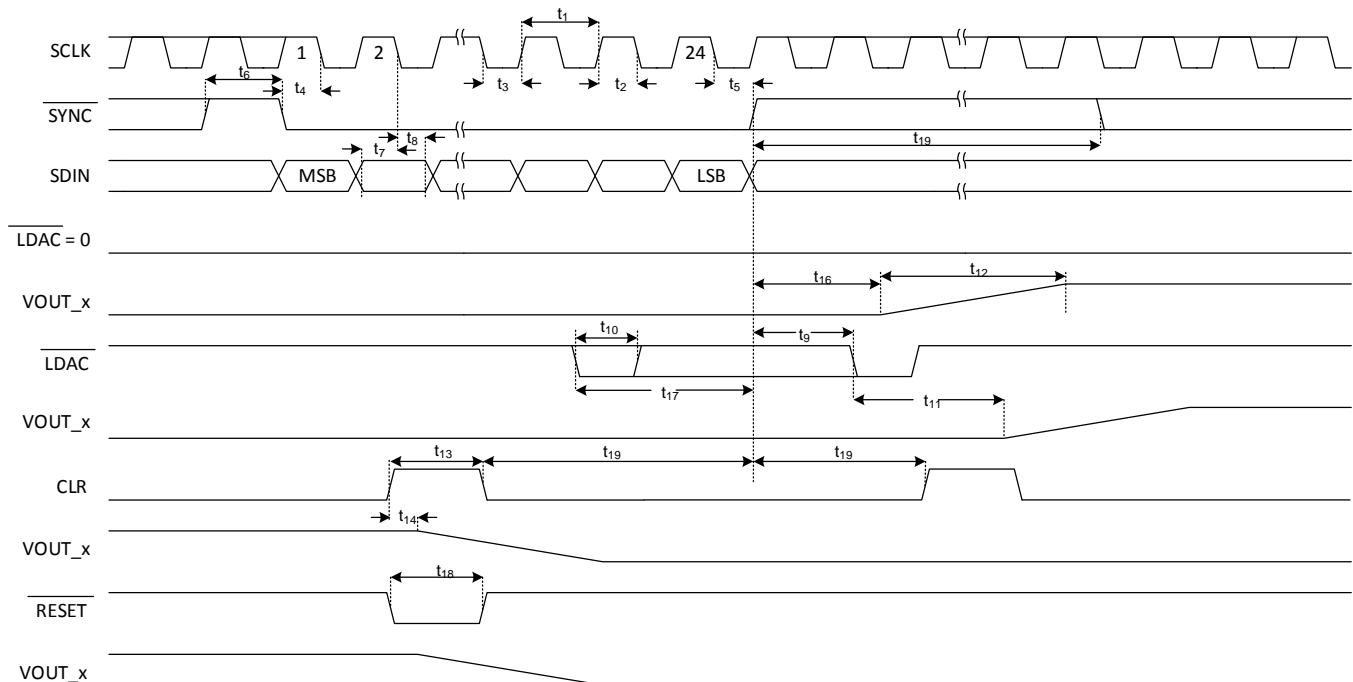 t1
SCLK 1 2 24
t6 t4 t3 t2 t5
SYNC
t8 t19
t7
SDIN MSB LSB
LDAC = 0
t16 t12
VOUT_x
t10 t9
LDAC
t17 t11
VOUT_x
t13 t19 t19
CLR
t14
VOUT_x
t18
RESET
VOUT_x